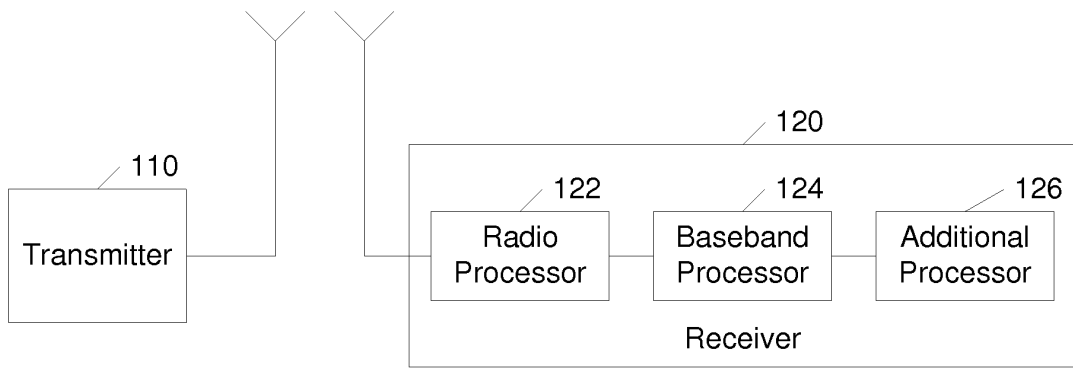 120
110
122
124
126
Transmitter
Radio
Processor
Baseband
Processor
Additional
Processor
Receiver